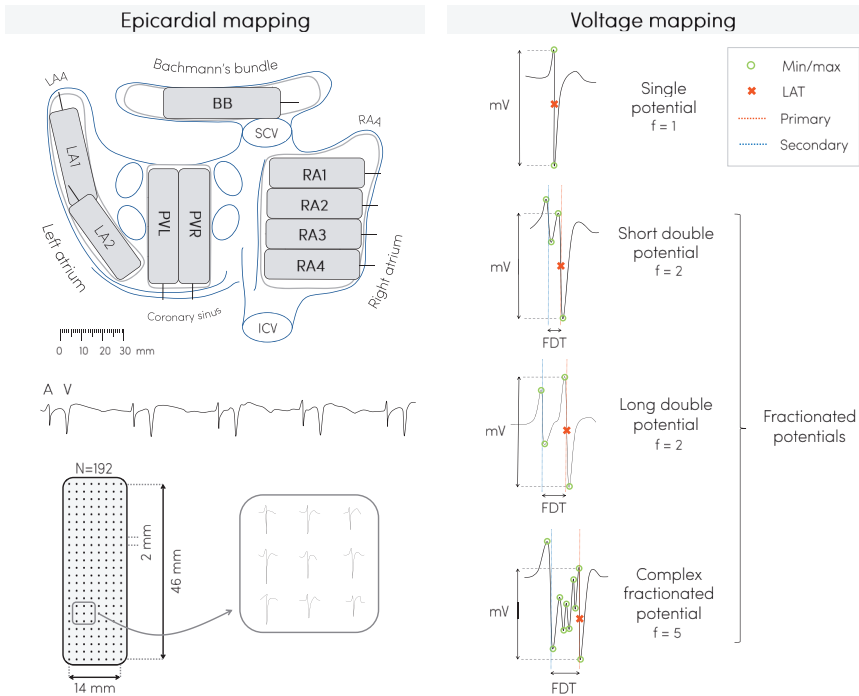 Epicardial mapping
Bachmann's bundle
LAA
BB
SCV
RAA
LA1
LA2
PVL
PVR
RA1
RA2
RA3
RA4
Left atrium
Right atrium
Coronary sinus
ICV
0 10 20 30 mm
A V
N=192
2 mm
46 mm
14 mm
Voltage mapping
Min/max
LAT
Primary
Secondary
mV
Single
potential
f = 1
mV
Short double
potential
f = 2
FDT
mV
Long double
potential
f = 2
FDT
Fractionated
potentials
mV
Complex
fractionated
potential
f = 5
FDT